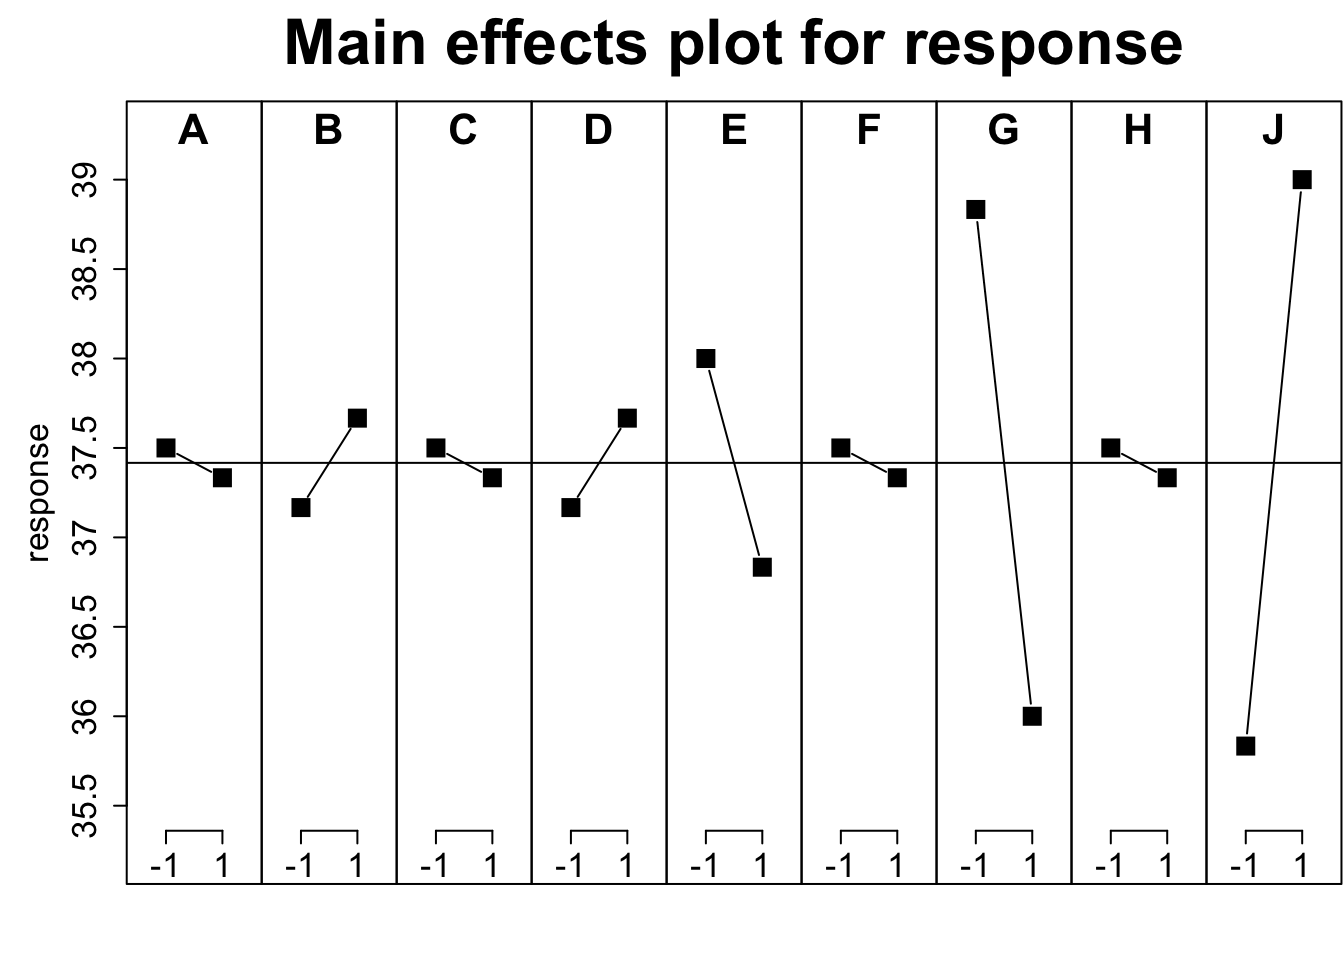 Main effects plot for response
A B C D E F G H J
39
38.5
38
37.5
37
36.5
36
35.5
response
-1 1 -1 1 -1 1 -1 1 -1 1 -1 1 -1 1 -1 1 -1 1